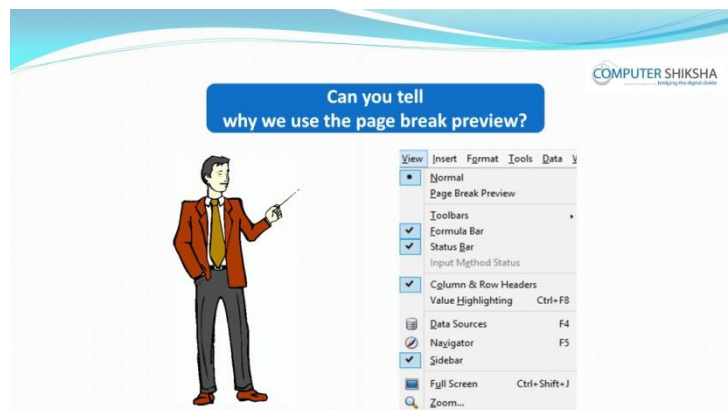 COMPUTER SHIKSHA
bridging the digital divide
Can you tell
why we use the page break preview?
View Insert Format Tools Data
Normal
Page Break Preview
Toolbars
Formula Bar
Status Bar
Input Method Status
Column & Row Headers
Value Highlighting Ctrl+F8
Data Sources F4
Navigator F5
Sidebar
Full Screen Ctrl+Shift+J
Zoom...